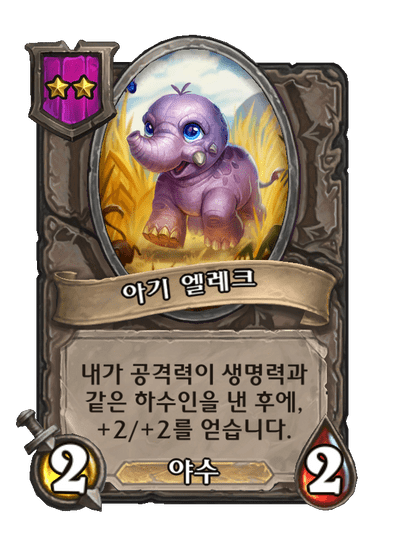 아기 엘레크
내가 공격력이 생명력과
같은 하수인을 낸 후에,
+2/+2를 얻습니다.
2
야수
2